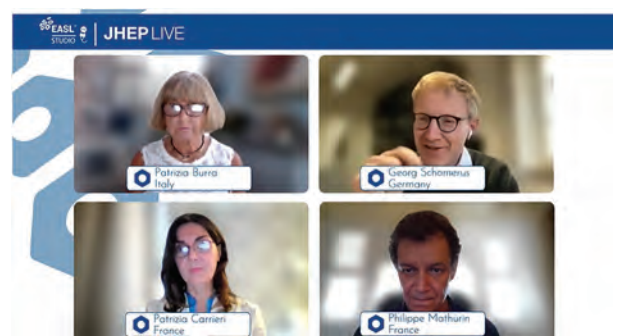 EASL
STUDIO
JHEP LIVE
Patrizia Burra
Italy
Georg Schomerus
Germany
Patrizia Carrieri
France
Philippe Mathurin
France